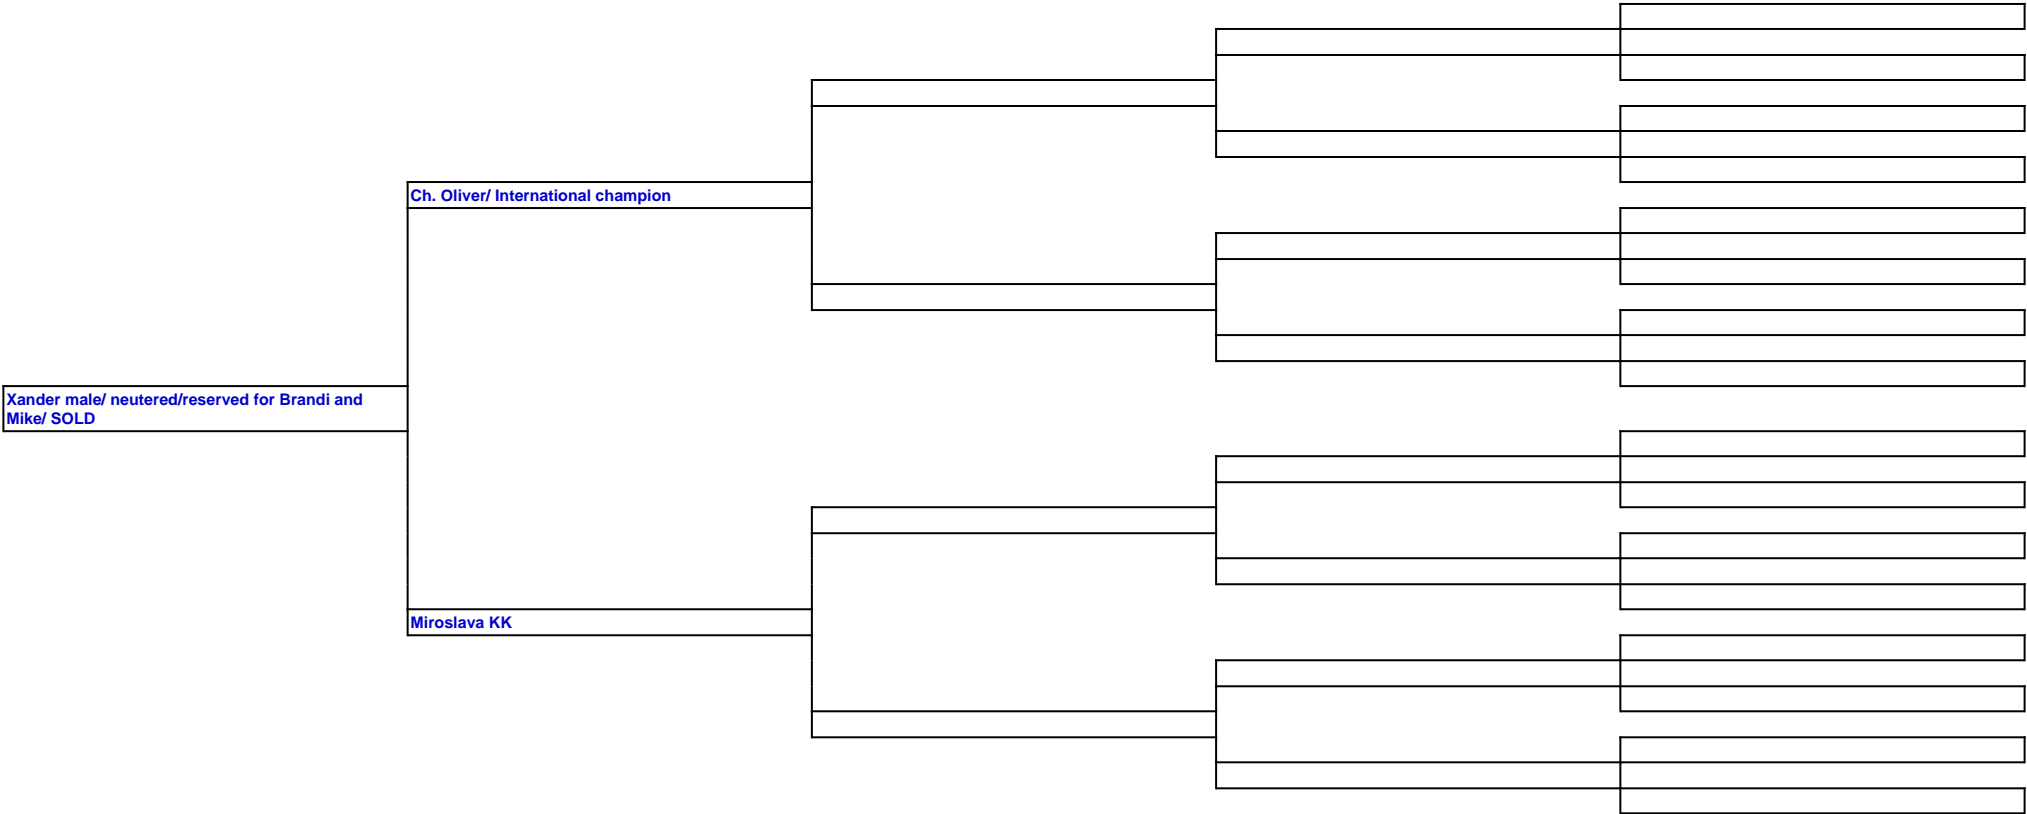 Ch. Oliver/ International champion
Xander male/ neutered/reserved for Brandi and
Mike/ SOLD
Miroslava KK